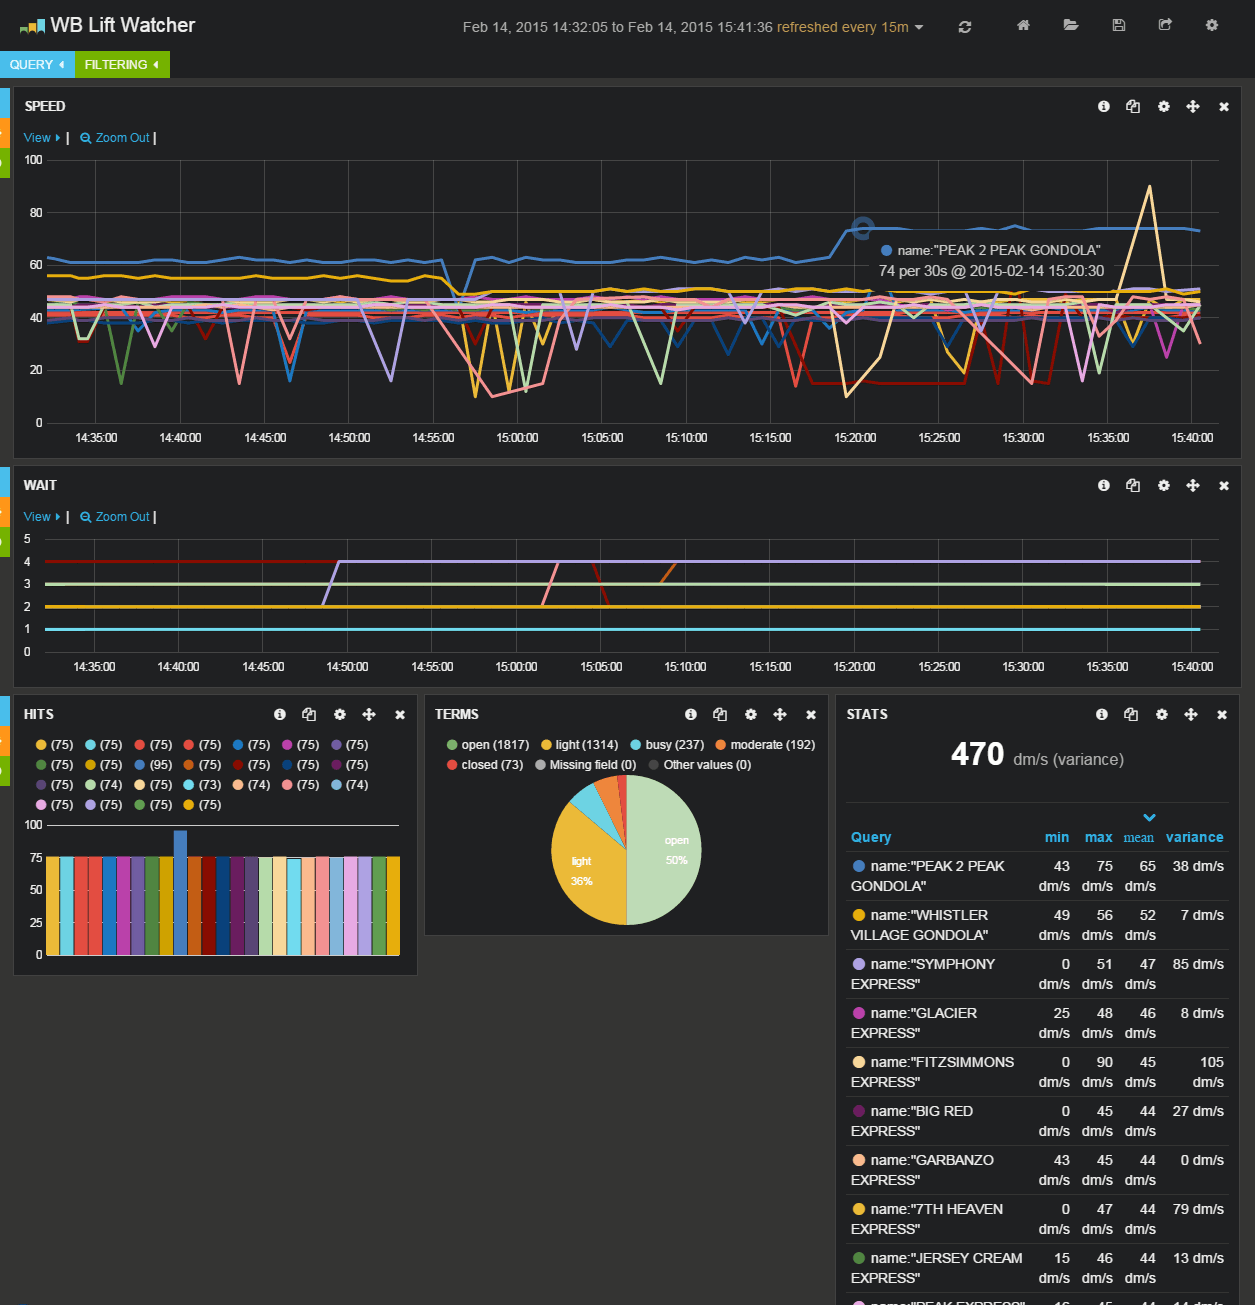 WB Lift Watcher
Feb 14, 2015 14:32:05 to Feb 14, 2015 15:41:36 refreshed every 15m
QUERY
FILTERING
SPEED
View | Zoom Out |
100
80
60
40
20
0
name:"PEAK 2 PEAK GONDOLA"
74 per 30s @ 2015-02-14 15:20:30
14:35:00 14:40:00 14:45:00 14:50:00 14:55:00 15:00:00 15:05:00 15:10:00 15:15:00 15:20:00 15:25:00 15:30:00 15:35:00 15:40:00
WAIT
View | Zoom Out |
5
4
3
2
1
0
14:35:00 14:40:00 14:45:00 14:50:00 14:55:00 15:00:00 15:05:00 15:10:00 15:15:00 15:20:00 15:25:00 15:30:00 15:35:00 15:40:00
HITS
(75) (75) (75) (75) (75) (75) (75)
(75) (75) (95) (75) (75) (75) (75)
(75) (74) (75) (73) (74) (75) (74)
(75) (75) (75) (75)
100
75
50
25
0
TERMS
open (1817) light (1314) busy (237) moderate (192)
closed (73) Missing field (0) Other values (0)
open
50%
light
36%
STATS
470 dm/s (variance)
Query min max mean variance
name:"PEAK 2 PEAK 43 75 65 38 dm/s
GONDOLA" dm/s dm/s dm/s
name:"WHISTLER 49 56 52 7 dm/s
VILLAGE GONDOLA" dm/s dm/s dm/s
name:"SYMPHONY 0 51 47 85 dm/s
EXPRESS" dm/s dm/s dm/s
name:"GLACIER 25 48 46 8 dm/s
EXPRESS" dm/s dm/s dm/s
name:"FITZSIMMONS 0 90 45 105
EXPRESS" dm/s dm/s dm/s dm/s
name:"BIG RED 0 45 44 27 dm/s
EXPRESS" dm/s dm/s dm/s
name:"GARBANZO 43 45 44 0 dm/s
EXPRESS" dm/s dm/s dm/s
name:"7TH HEAVEN 0 47 44 79 dm/s
EXPRESS" dm/s dm/s dm/s
name:"JERSEY CREAM 15 46 44 13 dm/s
EXPRESS" dm/s dm/s dm/s
name:"PEAK EXPRESS" 16 45 44 14 dm/s